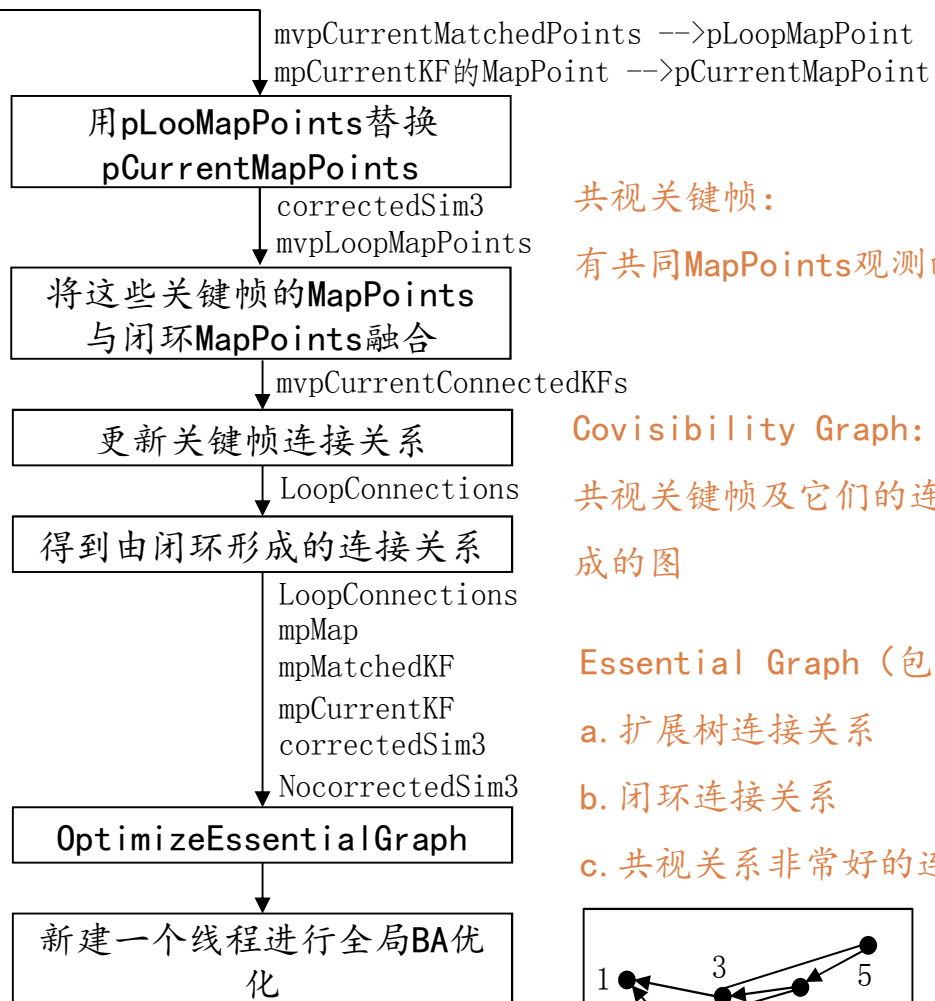 mvpCurrentMatchedPoints -->pLoopMapPoint
mpCurrentKF的MapPoint -->pCurrentMapPoint
用pLooMapPoints替换
pCurrentMapPoints
correctedSim3
mvpLoopMapPoints
将这些关键帧的MapPoints
与闭环MapPoints融合
mvpCurrentConnectedKFs
更新关键帧连接关系
LoopConnections
得到由闭环形成的连接关系
LoopConnections
mpMap
mpMatchedKF
mpCurrentKF
correctedSim3
NocorrectedSim3
OptimizeEssentialGraph
新建一个线程进行全局BA优
化
共视关键帧：
有共同MapPoints观测
Covisibility Graph：
共视关键帧及它们的连
成的图
Essential Graph（包
a.扩展树连接关系
b.闭环连接关系
c.共视关系非常好的连
1
3
5